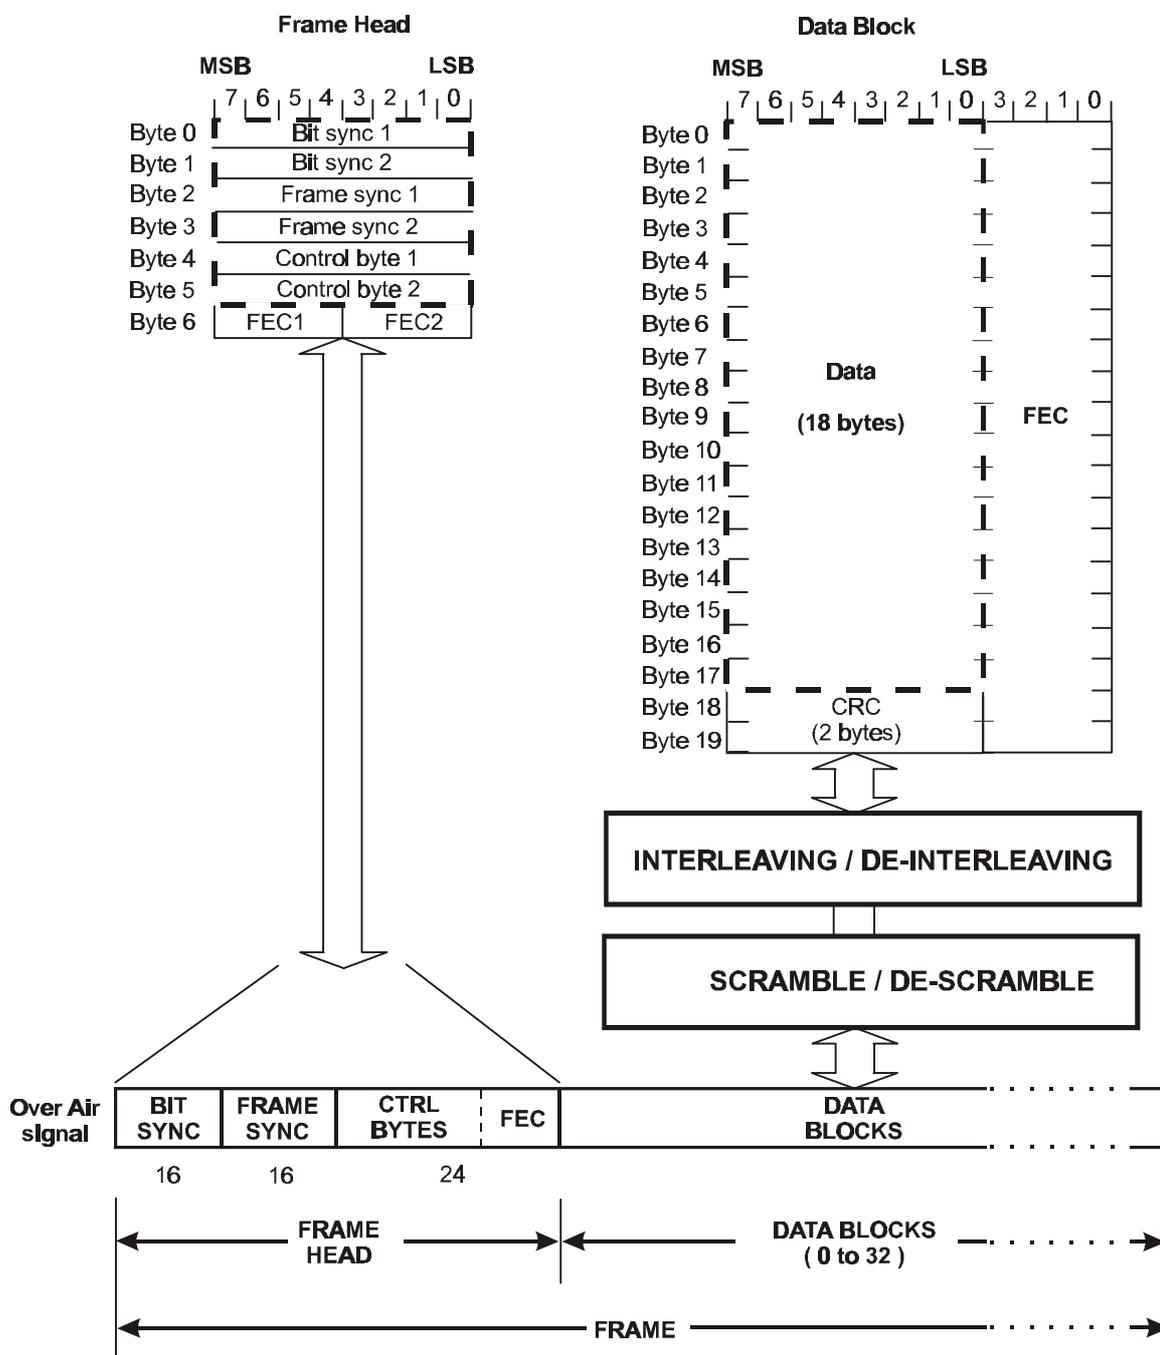 Frame Head
MSB LSB
7 6 5 4 3 2 1 0
Byte 0 Bit sync 1
Byte 1 Bit sync 2
Byte 2 Frame sync 1
Byte 3 Frame sync 2
Byte 4 Control byte 1
Byte 5 Control byte 2
Byte 6 FEC1 FEC2
Data Block
MSB LSB
7 6 5 4 3 2 1 0 3 2 1 0
Byte 0
Byte 1
Byte 2
Byte 3
Byte 4
Byte 5
Byte 6
Byte 7
Byte 8
Byte 9
Byte 10
Byte 11
Byte 12
Byte 13
Byte 14
Byte 15
Byte 16
Byte 17
Byte 18
Byte 19
Data
(18 bytes)
FEC
CRC
(2 bytes)
INTERLEAVING / DE-INTERLEAVING
SCRAMBLE / DE-SCRAMBLE
Over Air
signal
BIT
SYNC
FRAME
SYNC
CTRL
BYTES
FEC
DATA
BLOCKS
16 16 24
FRAME
HEAD
DATA BLOCKS
( 0 to 32 )
FRAME